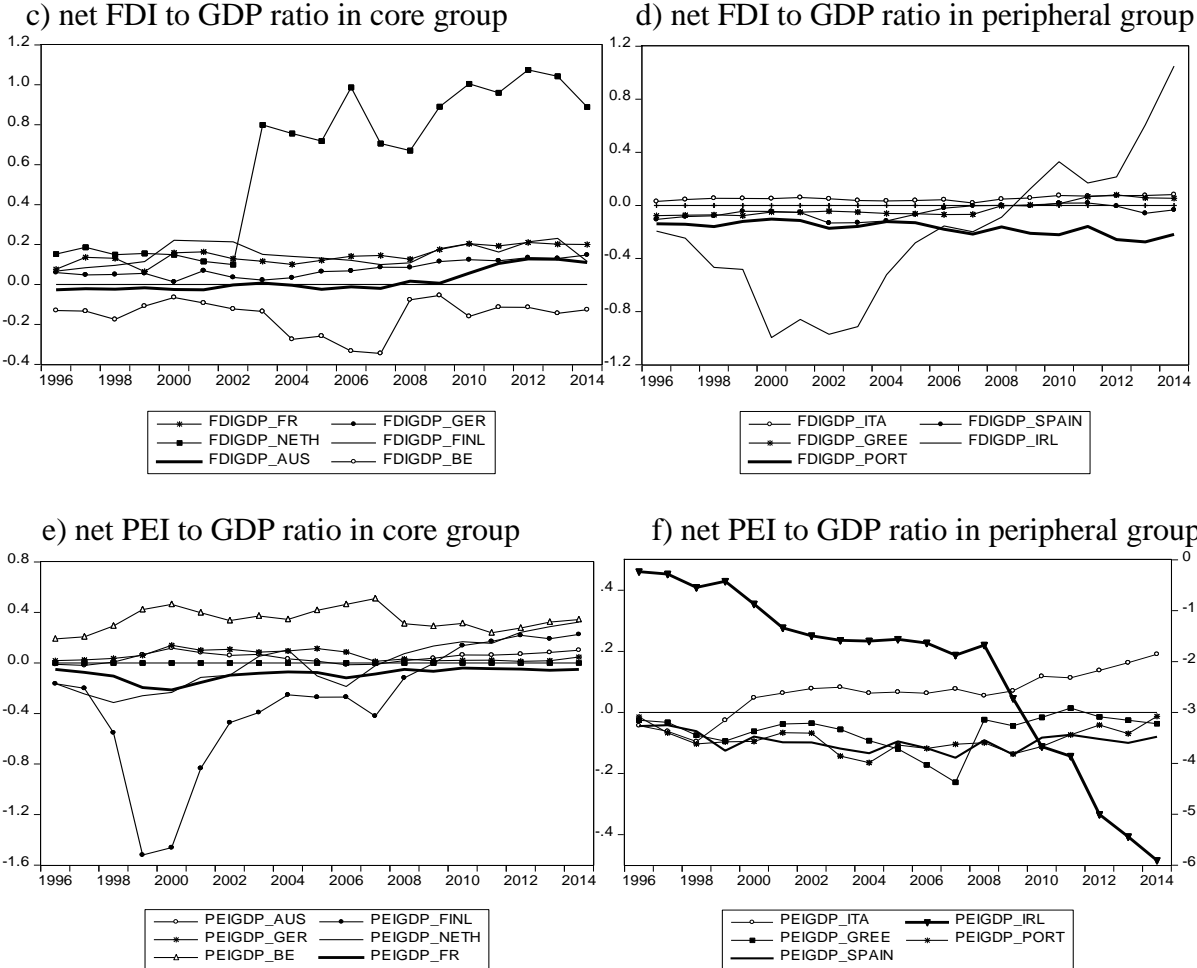 c) net FDI to GDP ratio in core group
1.2
1.0
0.8
0.6
0.4
0.2
0.0
-0.2
-0.4
1996 1998 2000 2002 2004 2006 2008 2010 2012 2014
FDIGDP_FR FDIGDP_GER
FDIGDP_NETH FDIGDP_FINL
FDIGDP_AUS FDIGDP_BE
d) net FDI to GDP ratio in peripheral group
1.2
0.8
0.4
0.0
-0.4
-0.8
-1.2
1996 1998 2000 2002 2004 2006 2008 2010 2012 2014
FDIGDP_ITA FDIGDP_SPAIN
FDIGDP_GREE FDIGDP_IRL
FDIGDP_PORT
e) net PEI to GDP ratio in core group
0.8
0.4
0.0
-0.4
-0.8
-1.2
-1.6
1996 1998 2000 2002 2004 2006 2008 2010 2012 2014
PEIGDP_AUS PEIGDP_FINL
PEIGDP_GER PEIGDP_NETH
PEIGDP_BE PEIGDP_FR
f) net PEI to GDP ratio in peripheral group
.4
.2
.0
-.2
-.4
0
-1
-2
-3
-4
-5
-6
1996 1998 2000 2002 2004 2006 2008 2010 2012 2014
PEIGDP_ITA PEIGDP_IRL
PEIGDP_GREE PEIGDP_PORT
PEIGDP_SPAIN